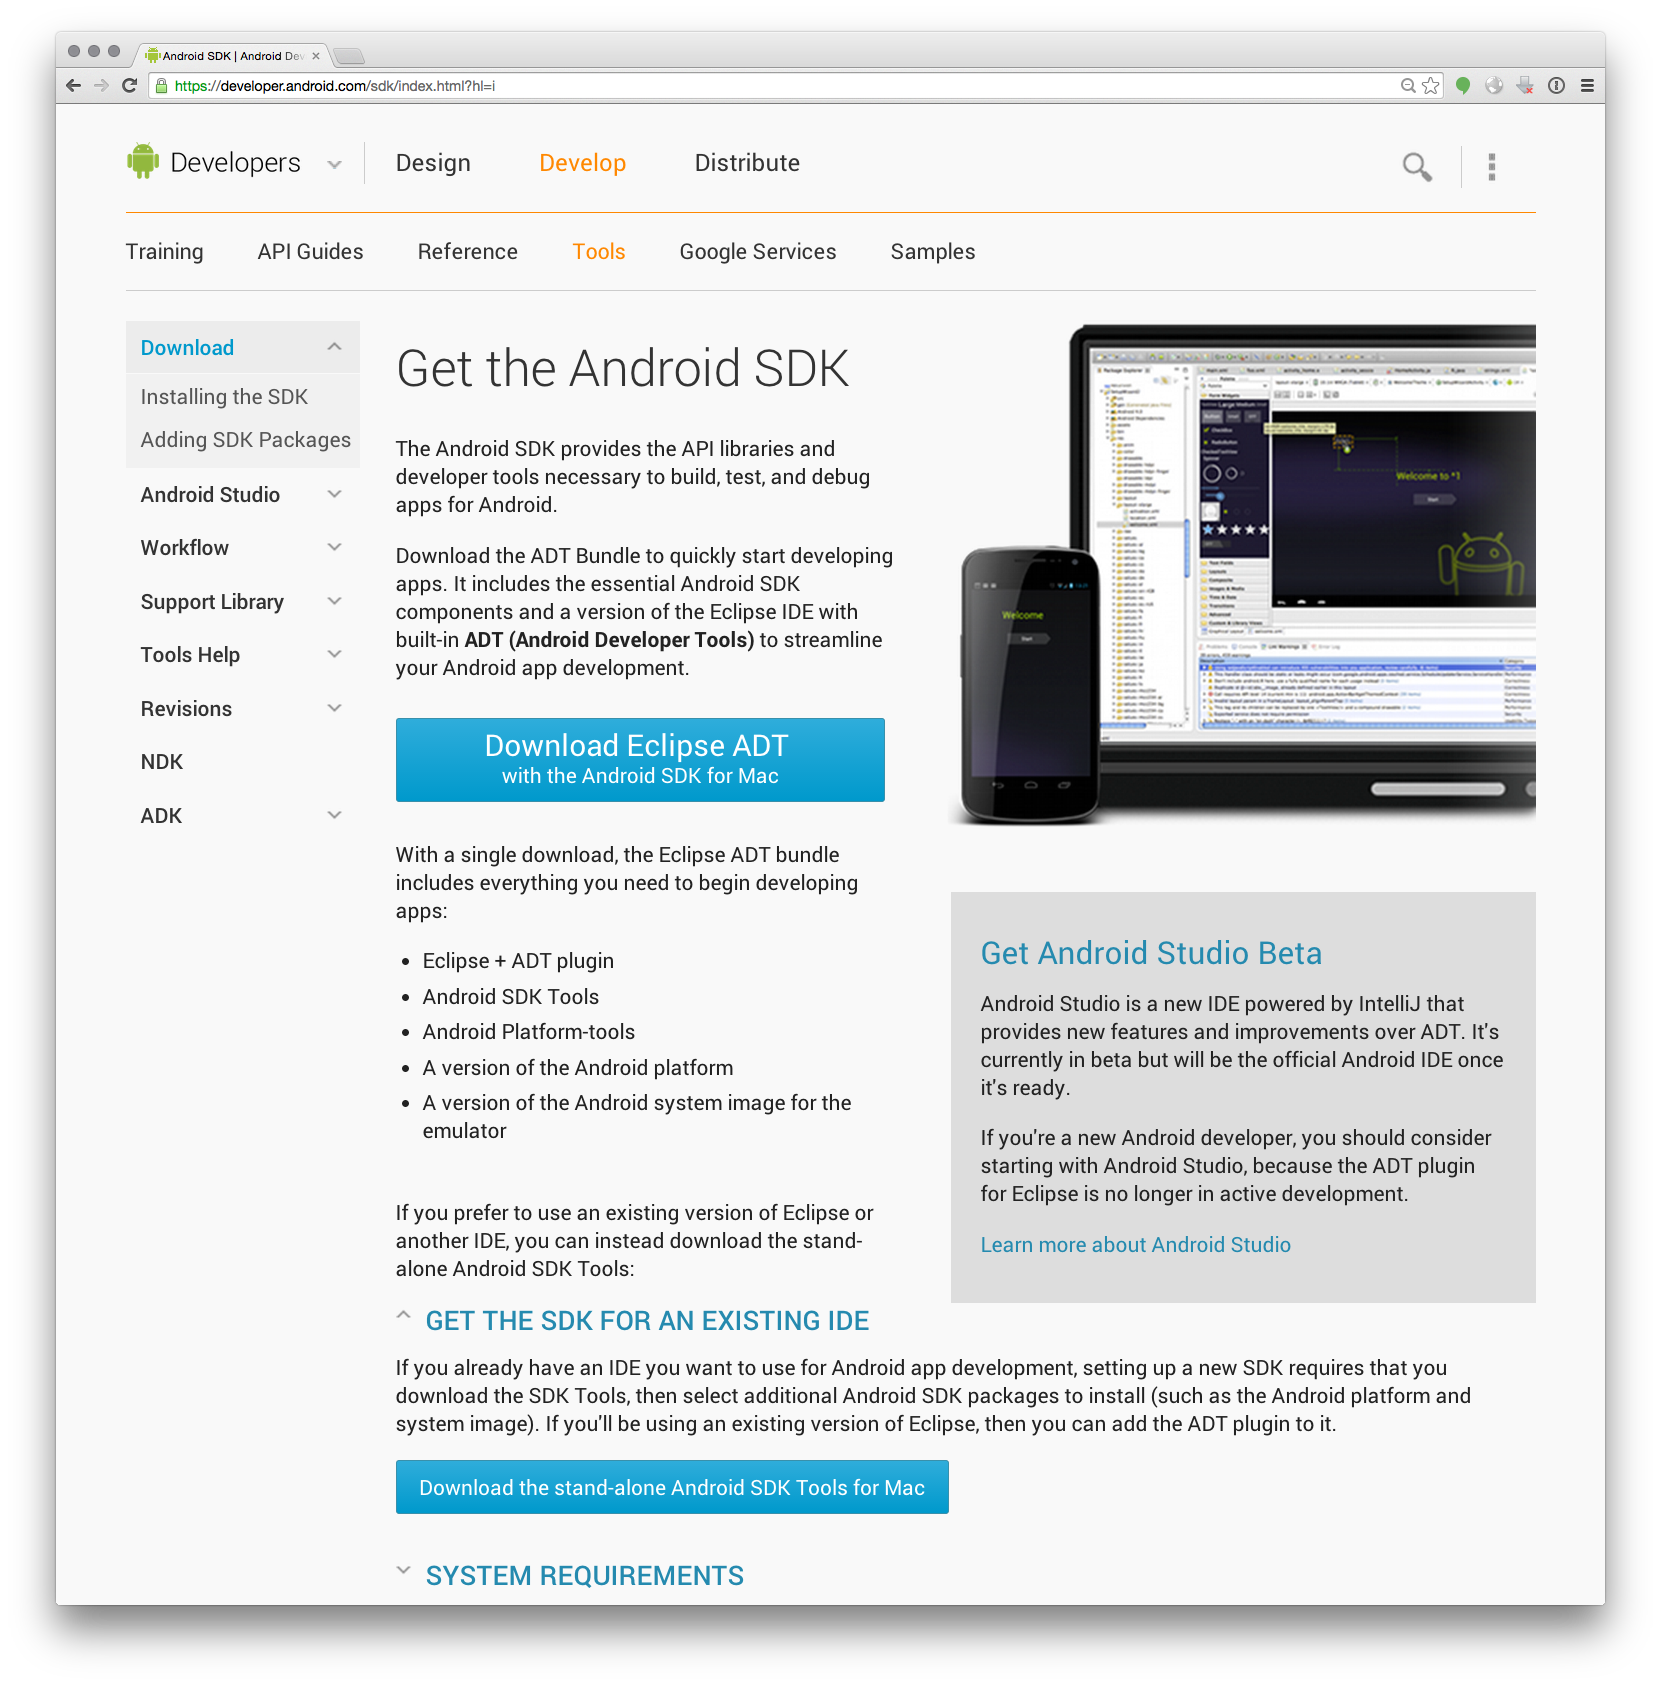 Android SDK | Android Dev
https://developer.android.com/sdk/index.html?hl=i
Developers
Design
Develop
Distribute
Training
API Guides
Reference
Tools
Google Services
Samples
Download
Installing the SDK
Adding SDK Packages
Android Studio
Workflow
Support Library
Tools Help
Revisions
NDK
ADK
Get the Android SDK
The Android SDK provides the API libraries and
developer tools necessary to build, test, and debug
apps for Android.
Download the ADT Bundle to quickly start developing
apps. It includes the essential Android SDK
components and a version of the Eclipse IDE with
built-in ADT (Android Developer Tools) to streamline
your Android app development.
Download Eclipse ADT
with the Android SDK for Mac
With a single download, the Eclipse ADT bundle
includes everything you need to begin developing
apps:
• Eclipse + ADT plugin
• Android SDK Tools
• Android Platform-tools
• A version of the Android platform
• A version of the Android system image for the
emulator
If you prefer to use an existing version of Eclipse or
another IDE, you can instead download the stand-
alone Android SDK Tools:
Welcome
Start
Welcome to
Start
Package Explorer
Get Android Studio Beta
Android Studio is a new IDE powered by IntelliJ that
provides new features and improvements over ADT. It's
currently in beta but will be the official Android IDE once
it's ready.
If you're a new Android developer, you should consider
starting with Android Studio, because the ADT plugin
for Eclipse is no longer in active development.
Learn more about Android Studio
GET THE SDK FOR AN EXISTING IDE
If you already have an IDE you want to use for Android app development, setting up a new SDK requires that you
download the SDK Tools, then select additional Android SDK packages to install (such as the Android platform and
system image). If you'll be using an existing version of Eclipse, then you can add the ADT plugin to it.
Download the stand-alone Android SDK Tools for Mac
SYSTEM REQUIREMENTS